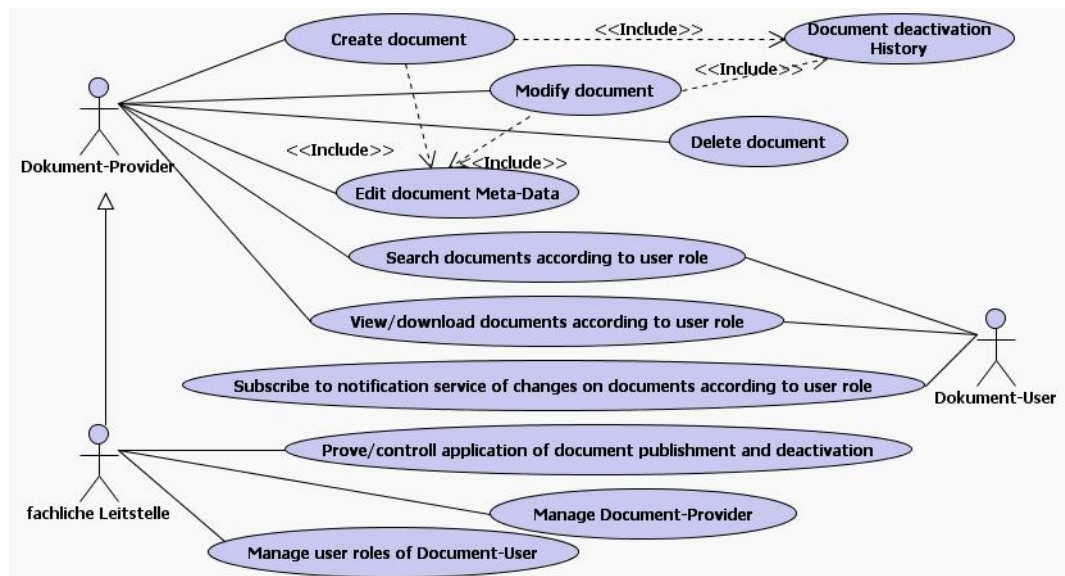 Create document
<<Include>>
Document deactivation
History
<<Include>>
Modify document
Delete document
Dokument-Provider
<<Include>>
<<Include>>
Edit document Meta-Data
Search documents according to user role
View/download documents according to user role
Subscribe to notification service of changes on documents according to user role
Dokument-User
Prove/controll application of document publishment and deactivation
fachliche Leitstelle
Manage Document-Provider
Manage user roles of Document-User